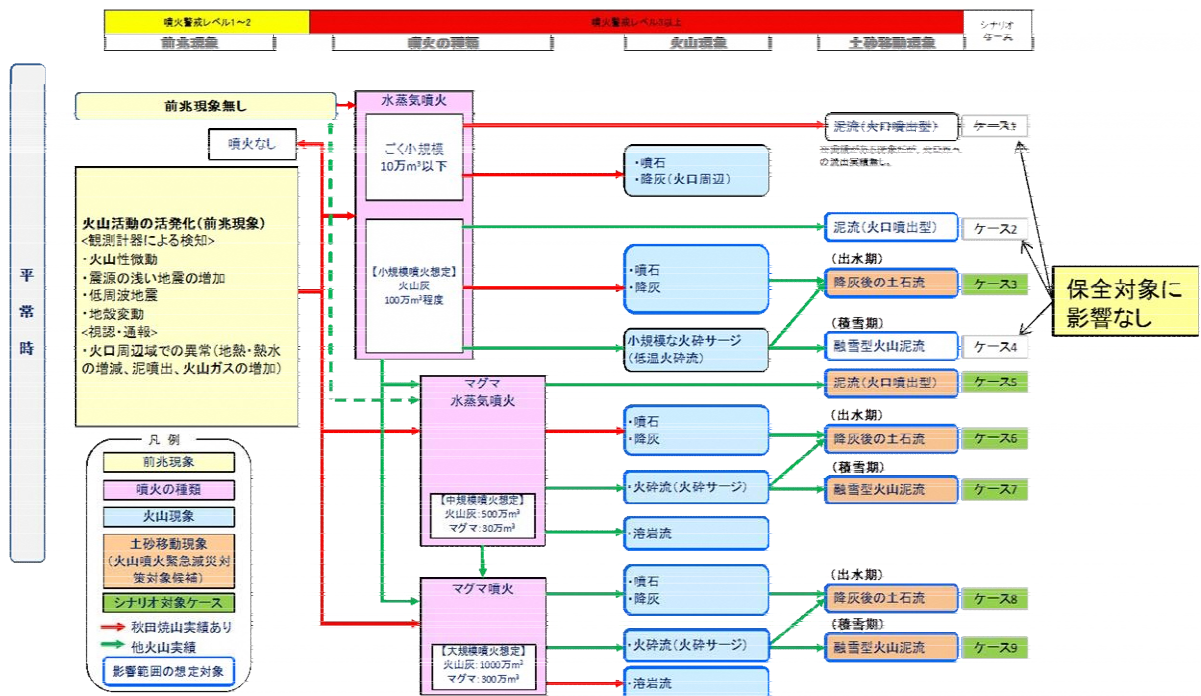 噴火警戒レベル1～2
噴火警戒レベル3以上
シナリオ
ケース
前兆現象
噴火の種類
火山現象
土砂移動現象
平常時
前兆現象無し
噴火なし
火山活動の活発化(前兆現象)
<観測計器による検知>
・火山性微動
・震源の浅い地震の増加
・低周波地震
・地殻変動
<視認・通報>
・火口周辺域での異常(地熱・熱水
の増減、泥噴出、火山ガスの増加)
水蒸気噴火
ごく小規模
10万m³以下
【小規模噴火想定】
火山灰
100万m³程度
マグマ
水蒸気噴火
【中規模噴火想定】
火山灰:500万m³
マグマ:30万m³
マグマ噴火
【大規模噴火想定】
火山灰:1000万m³
マグマ:300万m³
・噴石
・降灰(火口周辺)
・噴石
・降灰
小規模な火砕サージ
(低温火砕流)
・噴石
・降灰
・火砕流(火砕サージ)
・溶岩流
・噴石
・降灰
・火砕流(火砕サージ)
・溶岩流
泥流(火口噴出型)
ケース1
の流出実績無し。
泥流(火口噴出型)
ケース2
(出水期)
降灰後の土石流
ケース3
(積雪期)
融雪型火山泥流
ケース4
泥流(火口噴出型)
ケース5
(出水期)
降灰後の土石流
ケース6
(積雪期)
融雪型火山泥流
ケース7
(出水期)
降灰後の土石流
ケース8
(積雪期)
融雪型火山泥流
ケース9
保全対象に
影響なし
凡 例
前兆現象
噴火の種類
火山現象
土砂移動現象
(火山噴火緊急減災対
策対象候補)
シナリオ対象ケース
秋田焼山実績あり
他火山実績
影響範囲の想定対象